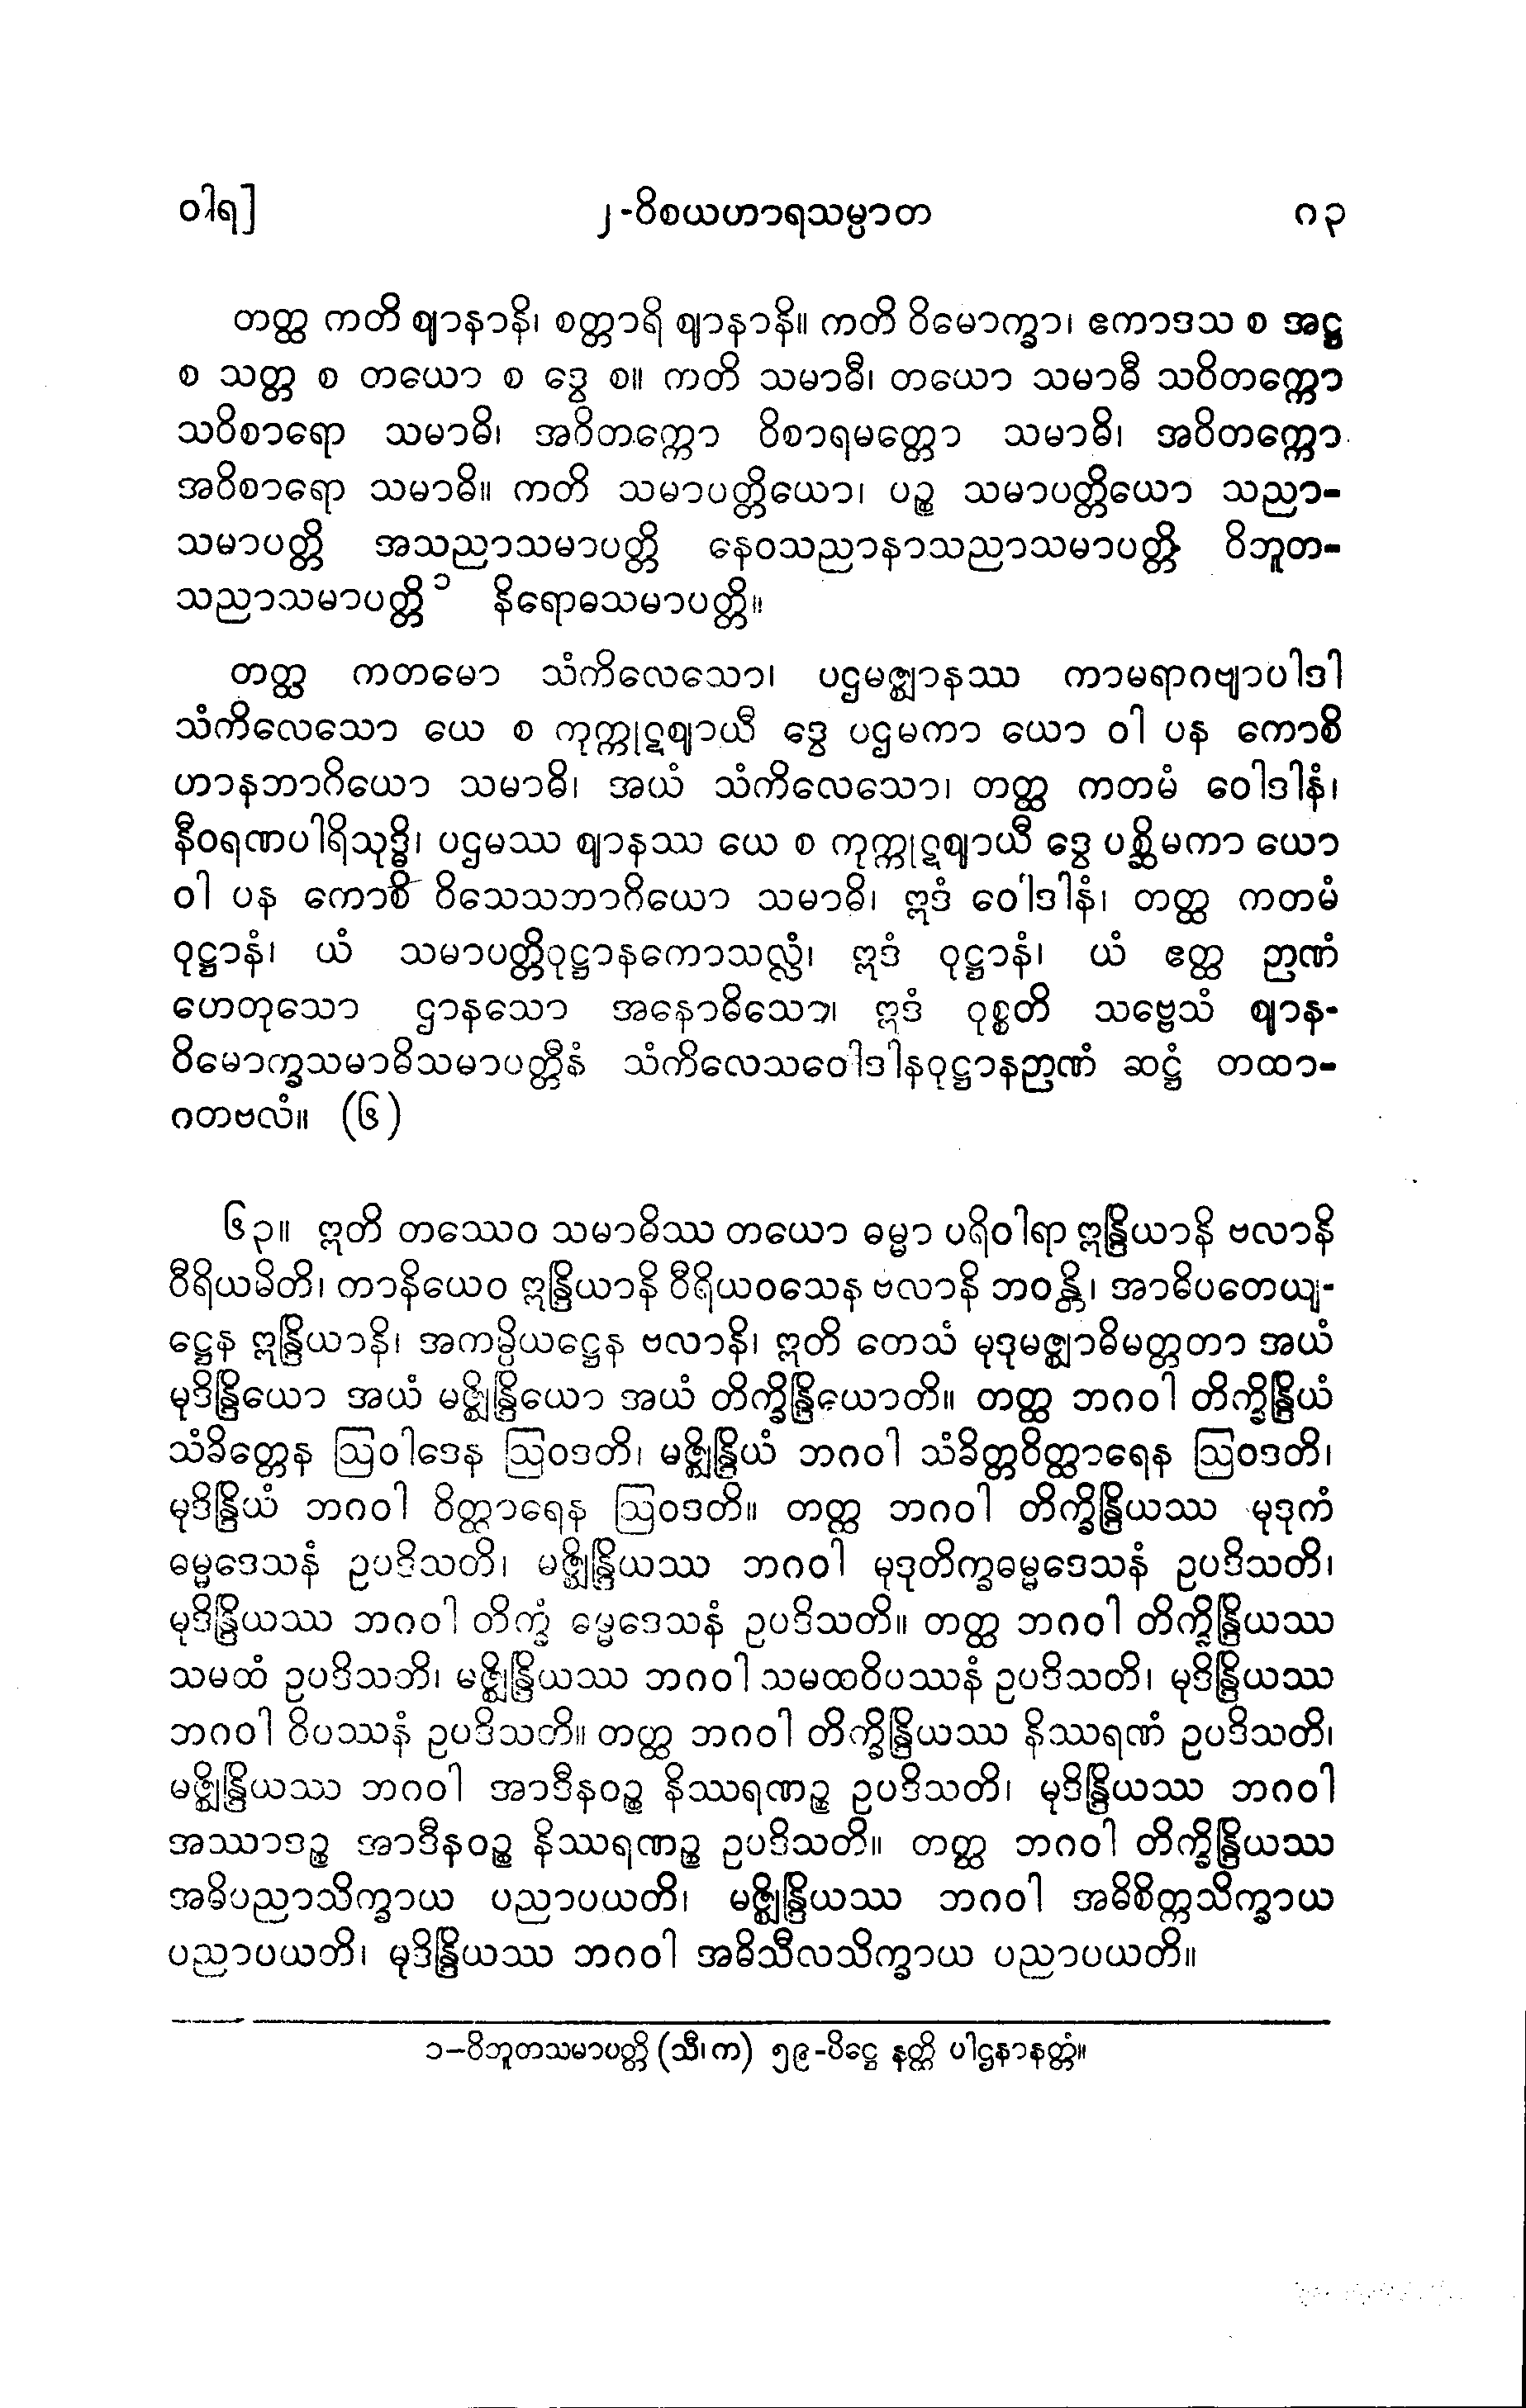 ဝါရ]
၂-ဝိစယဟာရသမ္ပာတ
၈၃
တတ္ထ ကတိ ဈာနာနိ၊ စတ္တာရိ ဈာနာနိ။ ကတိ ဝိမောက္ခာ၊ ဧကာဒသ စ အဋ္ဌ
စ သတ္တ စ တယော စ ဒွေ စ။ ကတိ သမာဓီ၊ တယော သမာဓီ သဝိတက္ကော
သဝိစာရော သမာဓိ၊ အဝိတက္ကော ဝိစာရမတ္တော သမာဓိ၊ အဝိတက္ကော
အဝိစာရော သမာဓိ။ ကတိ သမာပတ္တိယော၊ ပဉ္စ သမာပတ္တိယော သညာ-
သမာပတ္တိ အသညာသမာပတ္တိ နေဝသညာနာသညာသမာပတ္တိ ဝိဘူတ-
သညာသမာပတ္တိ ၁ နိရောဓသမာပတ္တိ။
တတ္ထ ကတမော သံကိလေသော၊ ပဌမဇ္ဈာနဿ ကာမရာဂဗျာပါဒါ
သံကိလေသော ယေ စ ကုက္ကုဋဈာယီ ဒွေ ပဌမကာ ယော ဝါ ပန ကောစိ
ဟာနဘာဂိယော သမာဓိ၊ အယံ သံကိလေသော၊ တတ္ထ ကတမံ ဝေါဒါနံ၊
နီဝရဏပါရိသုဒ္ဓိ၊ ပဌမဿ ဈာနဿ ယေ စ ကုက္ကုဋဈာယီ ဒွေ ပစ္ဆိမကာ ယော
ဝါ ပန ကောစိ ဝိသေသဘာဂိယော သမာဓိ၊ ဣဒံ ဝေါဒါနံ၊ တတ္ထ ကတမံ
ဝုဋ္ဌာနံ၊ ယံ သမာပတ္တိဝုဋ္ဌာနကောသလ္လံ၊ ဣဒံ ဝုဋ္ဌာနံ၊ ယံ ဧတ္ထ ဉာဏံ
ဟေတုသော ဌာနသော အနောဓိသော၊ ဣဒံ ဝုစ္စတိ သဗ္ဗေသံ ဈာန-
ဝိမောက္ခသမာဓိသမာပတ္တီနံ သံကိလေသဝေါဒါနဝုဋ္ဌာနဉာဏံ ဆဋ္ဌံ တထာ-
ဂတဗလံ။ (၆)
၆၃။ ဣတိ တဿေဝ သမာဓိဿ တယော ဓမ္မာ ပရိဝါရာ ဣန္ဒြိယာနိ ဗလာနိ
ဝီရိယမိတိ၊ ကာနိယေဝ ဣန္ဒြိယာနိ ဝီရိယဝသေန ဗလာနိ ဘဝန္တိ၊ အာဓိပတေယျ-
ဋ္ဌေန ဣန္ဒြိယာနိ၊ အကမ္ပိယဋ္ဌေန ဗလာနိ၊ ဣတိ တေသံ မုဒုမဇ္ဈာဓိမတ္တတာ အယံ
မုဒိန္ဒြိယော အယံ မဇ္ဈိန္ဒြိယော အယံ တိက္ခိန္ဒြိယောတိ။ တတ္ထ ဘဂဝါ တိက္ခိန္ဒြိယံ
သံခိတ္တေန ဩဝါဒေန ဩဝဒတိ၊ မဇ္ဈိန္ဒြိယံ ဘဂဝါ သံခိတ္တဝိတ္ထာရေန ဩဝဒတိ၊
မုဒိန္ဒြိယံ ဘဂဝါ ဝိတ္ထာရေန ဩဝဒတိ။ တတ္ထ ဘဂဝါ တိက္ခိန္ဒြိယဿ မုဒုကံ
ဓမ္မဒေသနံ ဥပဒိသတိ၊ မဇ္ဈိန္ဒြိယဿ ဘဂဝါ မုဒုတိက္ခဓမ္မဒေသနံ ဥပဒိသတိ၊
မုဒိန္ဒြိယဿ ဘဂဝါ တိက္ခံ ဓမ္မဒေသနံ ဥပဒိသတိ။ တတ္ထ ဘဂဝါ တိက္ခိန္ဒြိယဿ
သမထံ ဥပဒိသတိ၊ မဇ္ဈိန္ဒြိယဿ ဘဂဝါ သမထဝိပဿနံ ဥပဒိသတိ၊ မုဒိန္ဒြိယဿ
ဘဂဝါ ဝိပဿနံ ဥပဒိသတိ။ တတ္ထ ဘဂဝါ တိက္ခိန္ဒြိယဿ နိဿရဏံ ဥပဒိသတိ၊
မဇ္ဈိန္ဒြိယဿ ဘဂဝါ အာဒီနဝဉ္စ နိဿရဏဉ္စ ဥပဒိသတိ၊ မုဒိန္ဒြိယဿ ဘဂဝါ
အဿာဒဉ္စ အာဒီနဝဉ္စ နိဿရဏဉ္စ ဥပဒိသတိ။ တတ္ထ ဘဂဝါ တိက္ခိန္ဒြိယဿ
အဓိပညာသိက္ခာယ ပညာပယတိ၊ မဇ္ဈိန္ဒြိယဿ ဘဂဝါ အဓိစိတ္တသိက္ခာယ
ပညာပယတိ၊ မုဒိန္ဒြိယဿ ဘဂဝါ အဓိသီလသိက္ခာယ ပညာပယတိ။
၁-ဝိဘူတသမာပတ္တိ (သီ၊ က) ၅၉-ပိဋ္ဌေ နတ္ထိ ပါဌနာနတ္တံ။